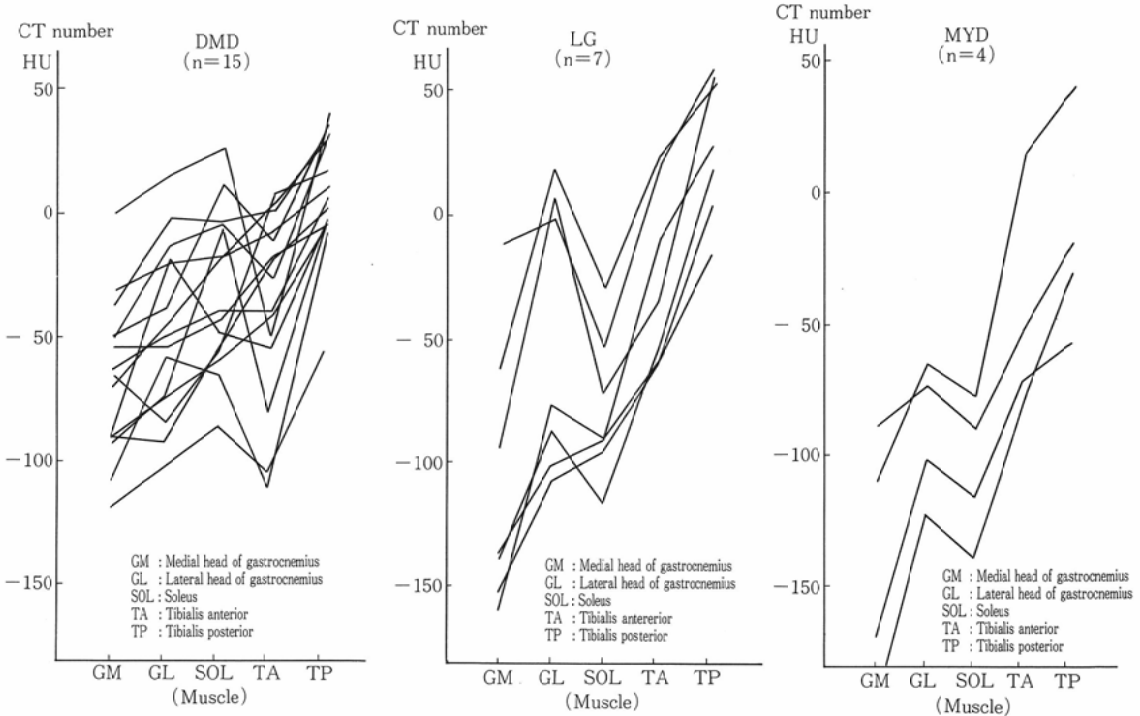 CT number
HU
DMD
(n=15)
50
0
−50
−100
−150
GM : Medial head of gastrocnemius
GL : Lateral head of gastrocnemius
SOL : Soleus
TA : Tibialis anterior
TP : Tibialis posterior
GM GL SOL TA TP
(Muscle)
CT number
HU
LG
(n=7)
50
0
−50
−100
−150
GM : Medial head of gastrocnemius
GL : Lateral head of gastrocnemius
SOL : Soleus
TA : Tibialis antererior
TP : Tibialis posterior
GM GL SOL TA TP
(Muscle)
CT number
HU
MYD
(n=4)
50
0
−50
−100
−150
GM : Medial head of gastrocnemius
GL : Lateral head of gastrocnemius
SOL : Soleus
TA : Tibialis anterior
TP : Tibialis posterior
GM GL SOL TA TP
(Muscle)